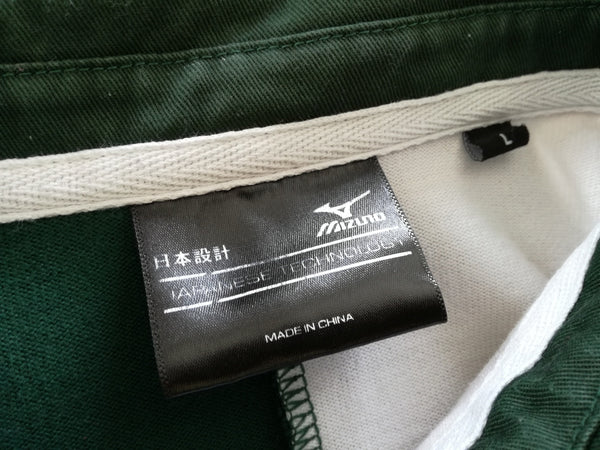 MIZUNO
日本設計
JAPANESE TECHNOLOGY
MADE IN CHINA
L